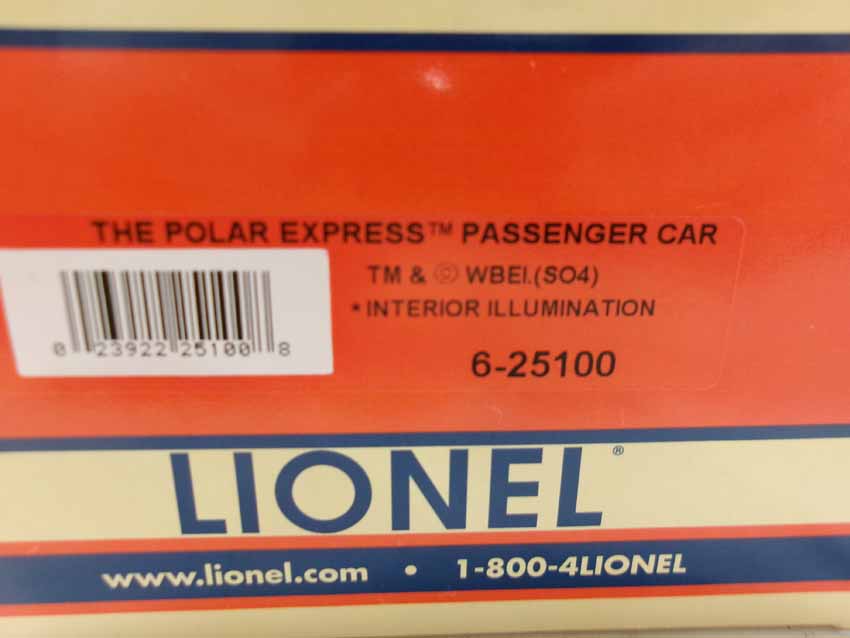 THE POLAR EXPRESS™ PASSENGER CAR
TM & © WBEI.(SO4)
*INTERIOR ILLUMINATION
6-25100
0 23922 25100 8
LIONEL®
www.lionel.com • 1-800-4LIONEL